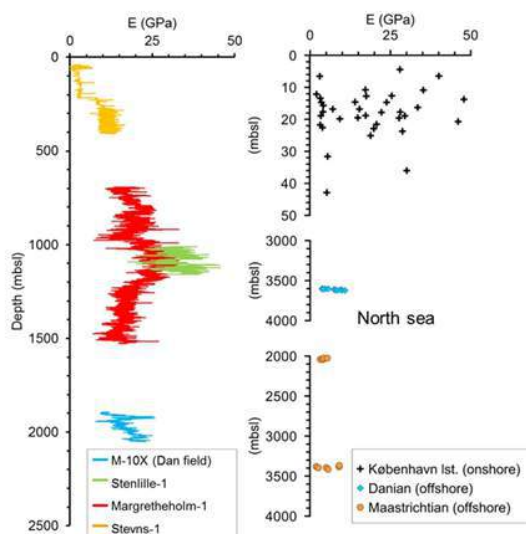 E (GPa)
0 25 50
0
500
1000
1500
2000
2500
Depth (mbsl)
M-10X (Dan field)
Stenlille-1
Margretheholm-1
Stevns-1
E (GPa)
0 25 50
0
10
20
30
40
50
(mbsl)
3000
3500
4000
(mbsl)
North sea
2000
2500
3000
3500
4000
(mbsl)
København lst. (onshore)
Danian (offshore)
Maastrichtian (offshore)